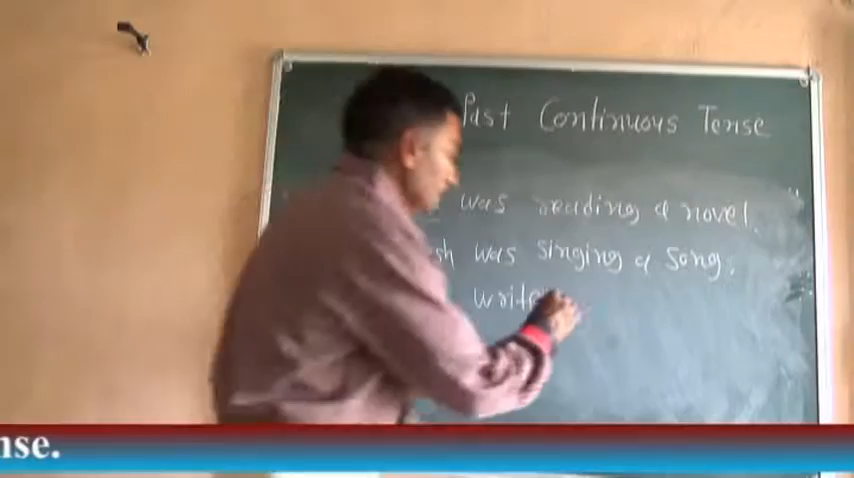 Past Continuous Tense
was reading a novel.
sh was singing a song.
write
nse.